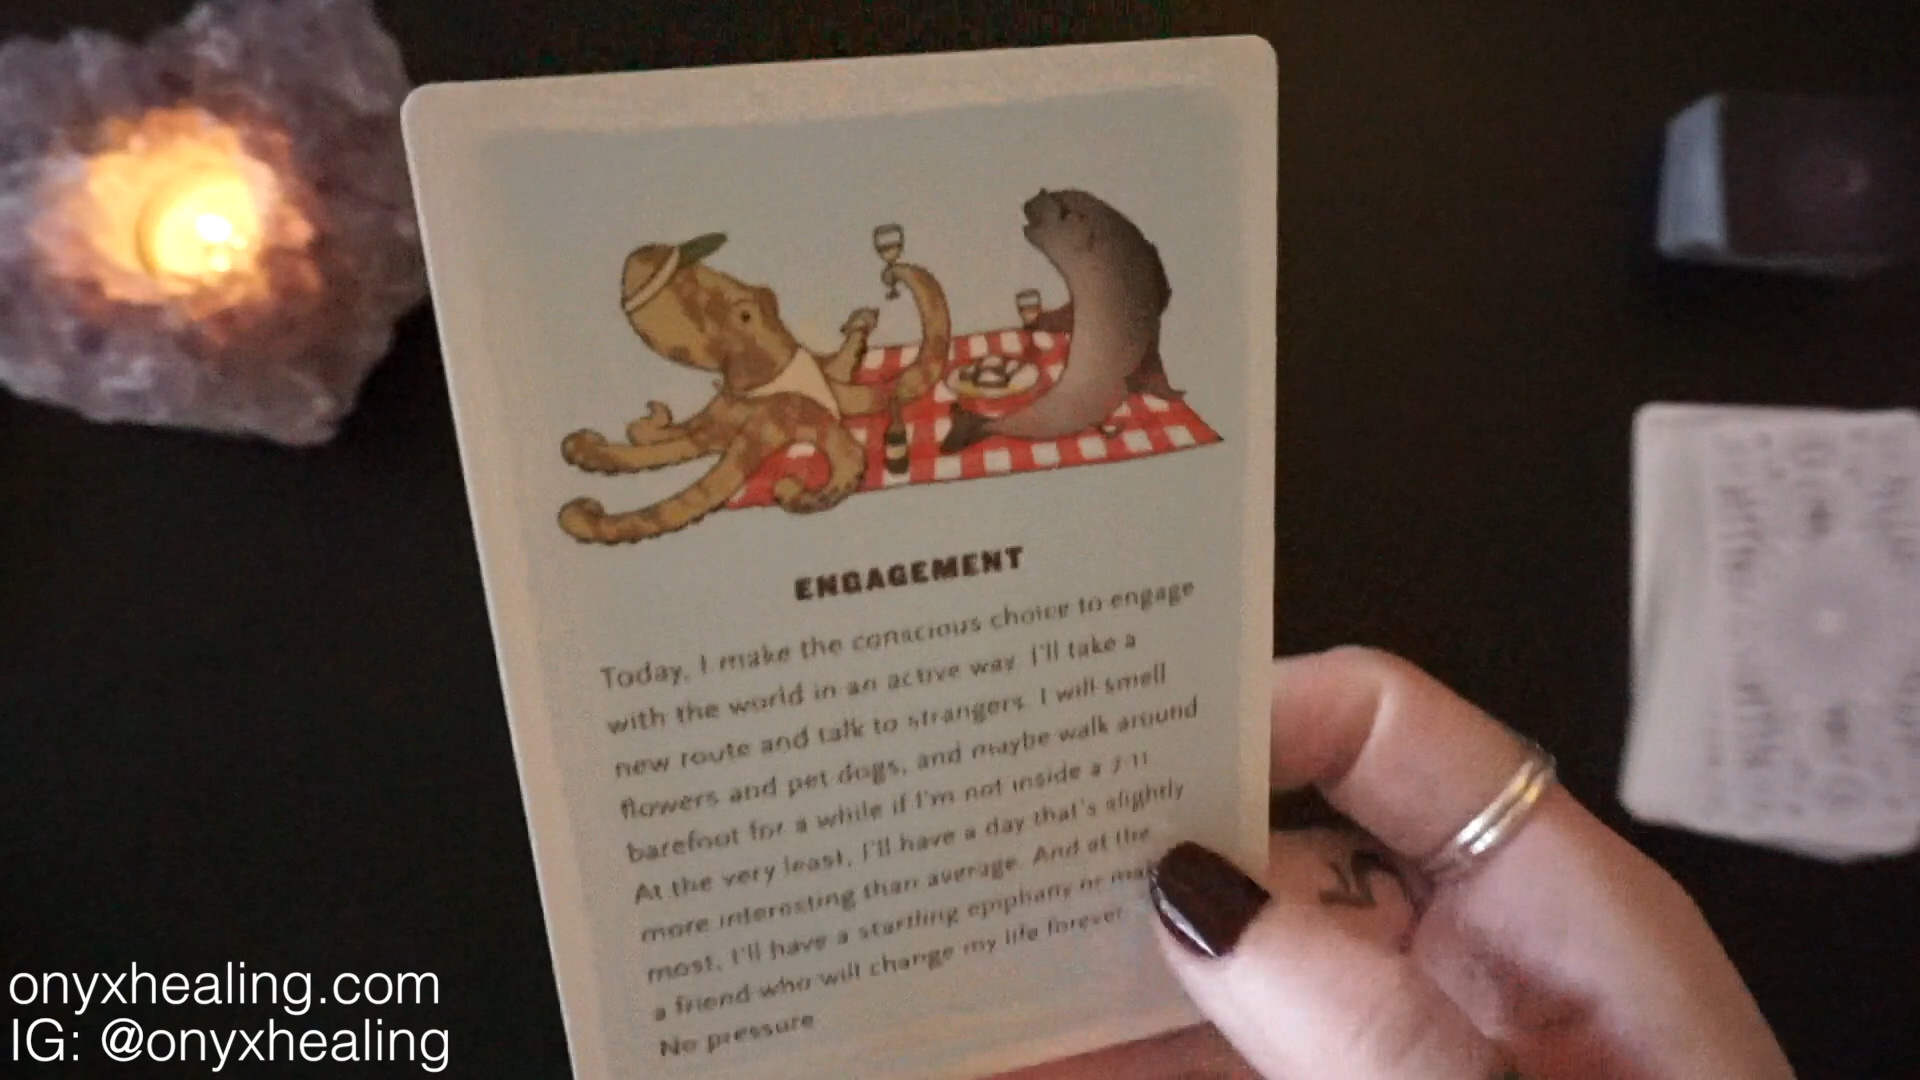 ENGAGEMENT
Today, I make the conscious choice to engage
with the world in an active way. I'll take a
new route and talk to strangers. I will smell
flowers and pet dogs, and maybe walk around
barefoot for a while if I'm not inside a 7-11
At the very least, I'll have a day that's slightly
more interesting than average. And at the
most, I'll have a startling epiphany or
a friend who will change my life forever.
No pressure
onyxhealing.com
IG: @onyxhealing